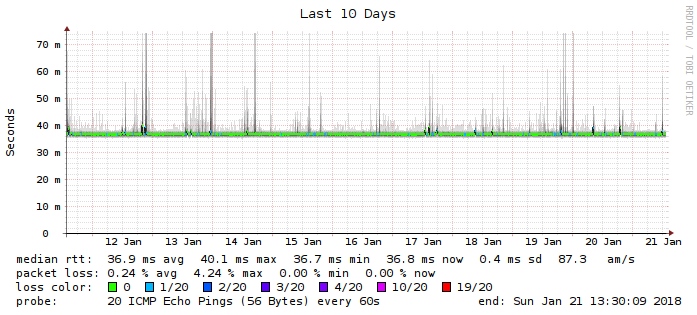 Last 10 Days
RRDTOOL / TOBI OETIKER
Seconds
70 m
60 m
50 m
40 m
30 m
20 m
10 m
0
12 Jan 13 Jan 14 Jan 15 Jan 16 Jan 17 Jan 18 Jan 19 Jan 20 Jan 21 Jan
median rtt: 36.9 ms avg 40.1 ms max 36.7 ms min 36.8 ms now 0.4 ms sd 87.3 am/s
packet loss: 0.24 % avg 4.24 % max 0.00 % min 0.00 % now
loss color: 0 1/20 2/20 3/20 4/20 10/20 19/20
probe: 20 ICMP Echo Pings (56 Bytes) every 60s end: Sun Jan 21 13:30:09 2018